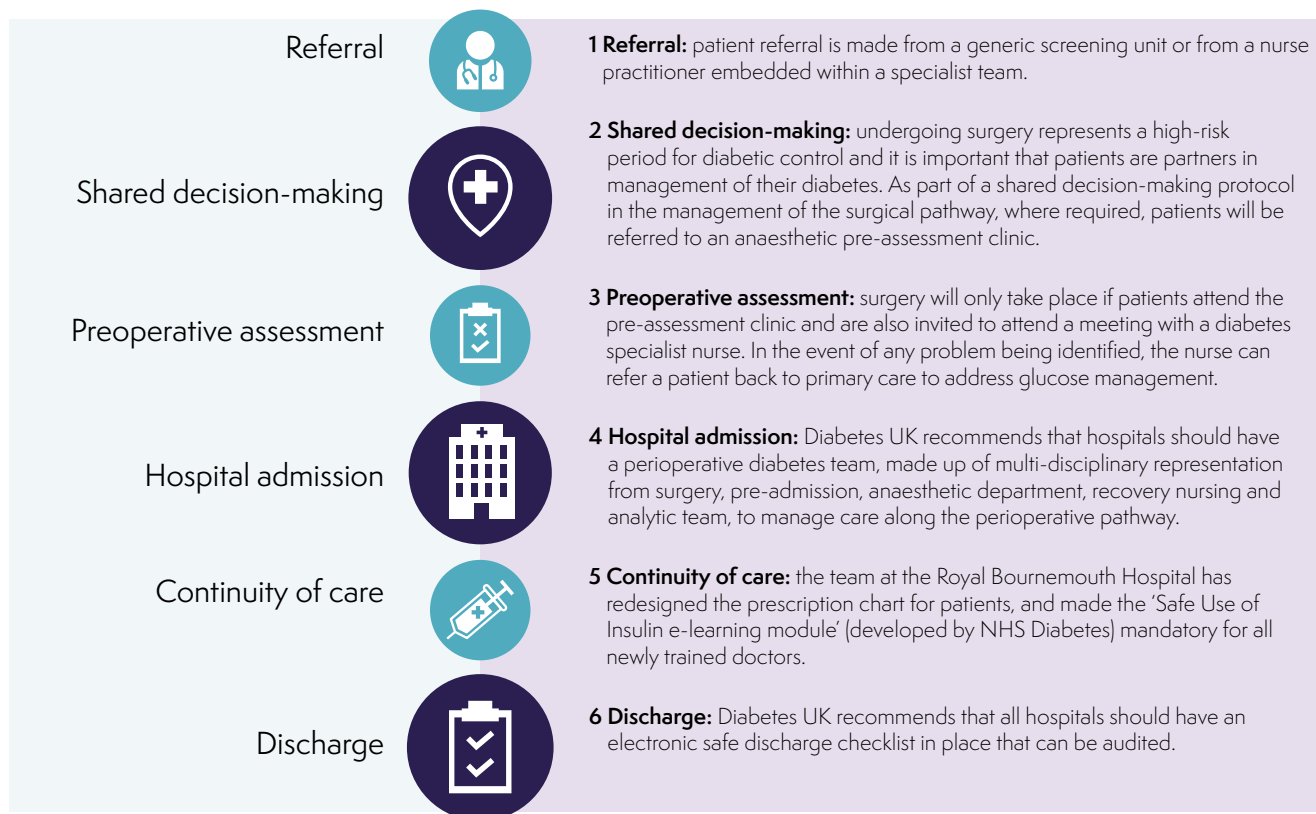 Referral
1 Referral: patient referral is made from a generic screening unit or from a nurse
practitioner embedded within a specialist team.
Shared decision-making
2 Shared decision-making: undergoing surgery represents a high-risk
period for diabetic control and it is important that patients are partners in
management of their diabetes. As part of a shared decision-making protocol
in the management of the surgical pathway, where required, patients will be
referred to an anaesthetic pre-assessment clinic.
Preoperative assessment
3 Preoperative assessment: surgery will only take place if patients attend the
pre-assessment clinic and are also invited to attend a meeting with a diabetes
specialist nurse. In the event of any problem being identified, the nurse can
refer a patient back to primary care to address glucose management.
Hospital admission
4 Hospital admission: Diabetes UK recommends that hospitals should have
a perioperative diabetes team, made up of multi-disciplinary representation
from surgery, pre-admission, anaesthetic department, recovery nursing and
analytic team, to manage care along the perioperative pathway.
Continuity of care
5 Continuity of care: the team at the Royal Bournemouth Hospital has
redesigned the prescription chart for patients, and made the ‘Safe Use of
Insulin e-learning module’ (developed by NHS Diabetes) mandatory for all
newly trained doctors.
Discharge
6 Discharge: Diabetes UK recommends that all hospitals should have an
electronic safe discharge checklist in place that can be audited.